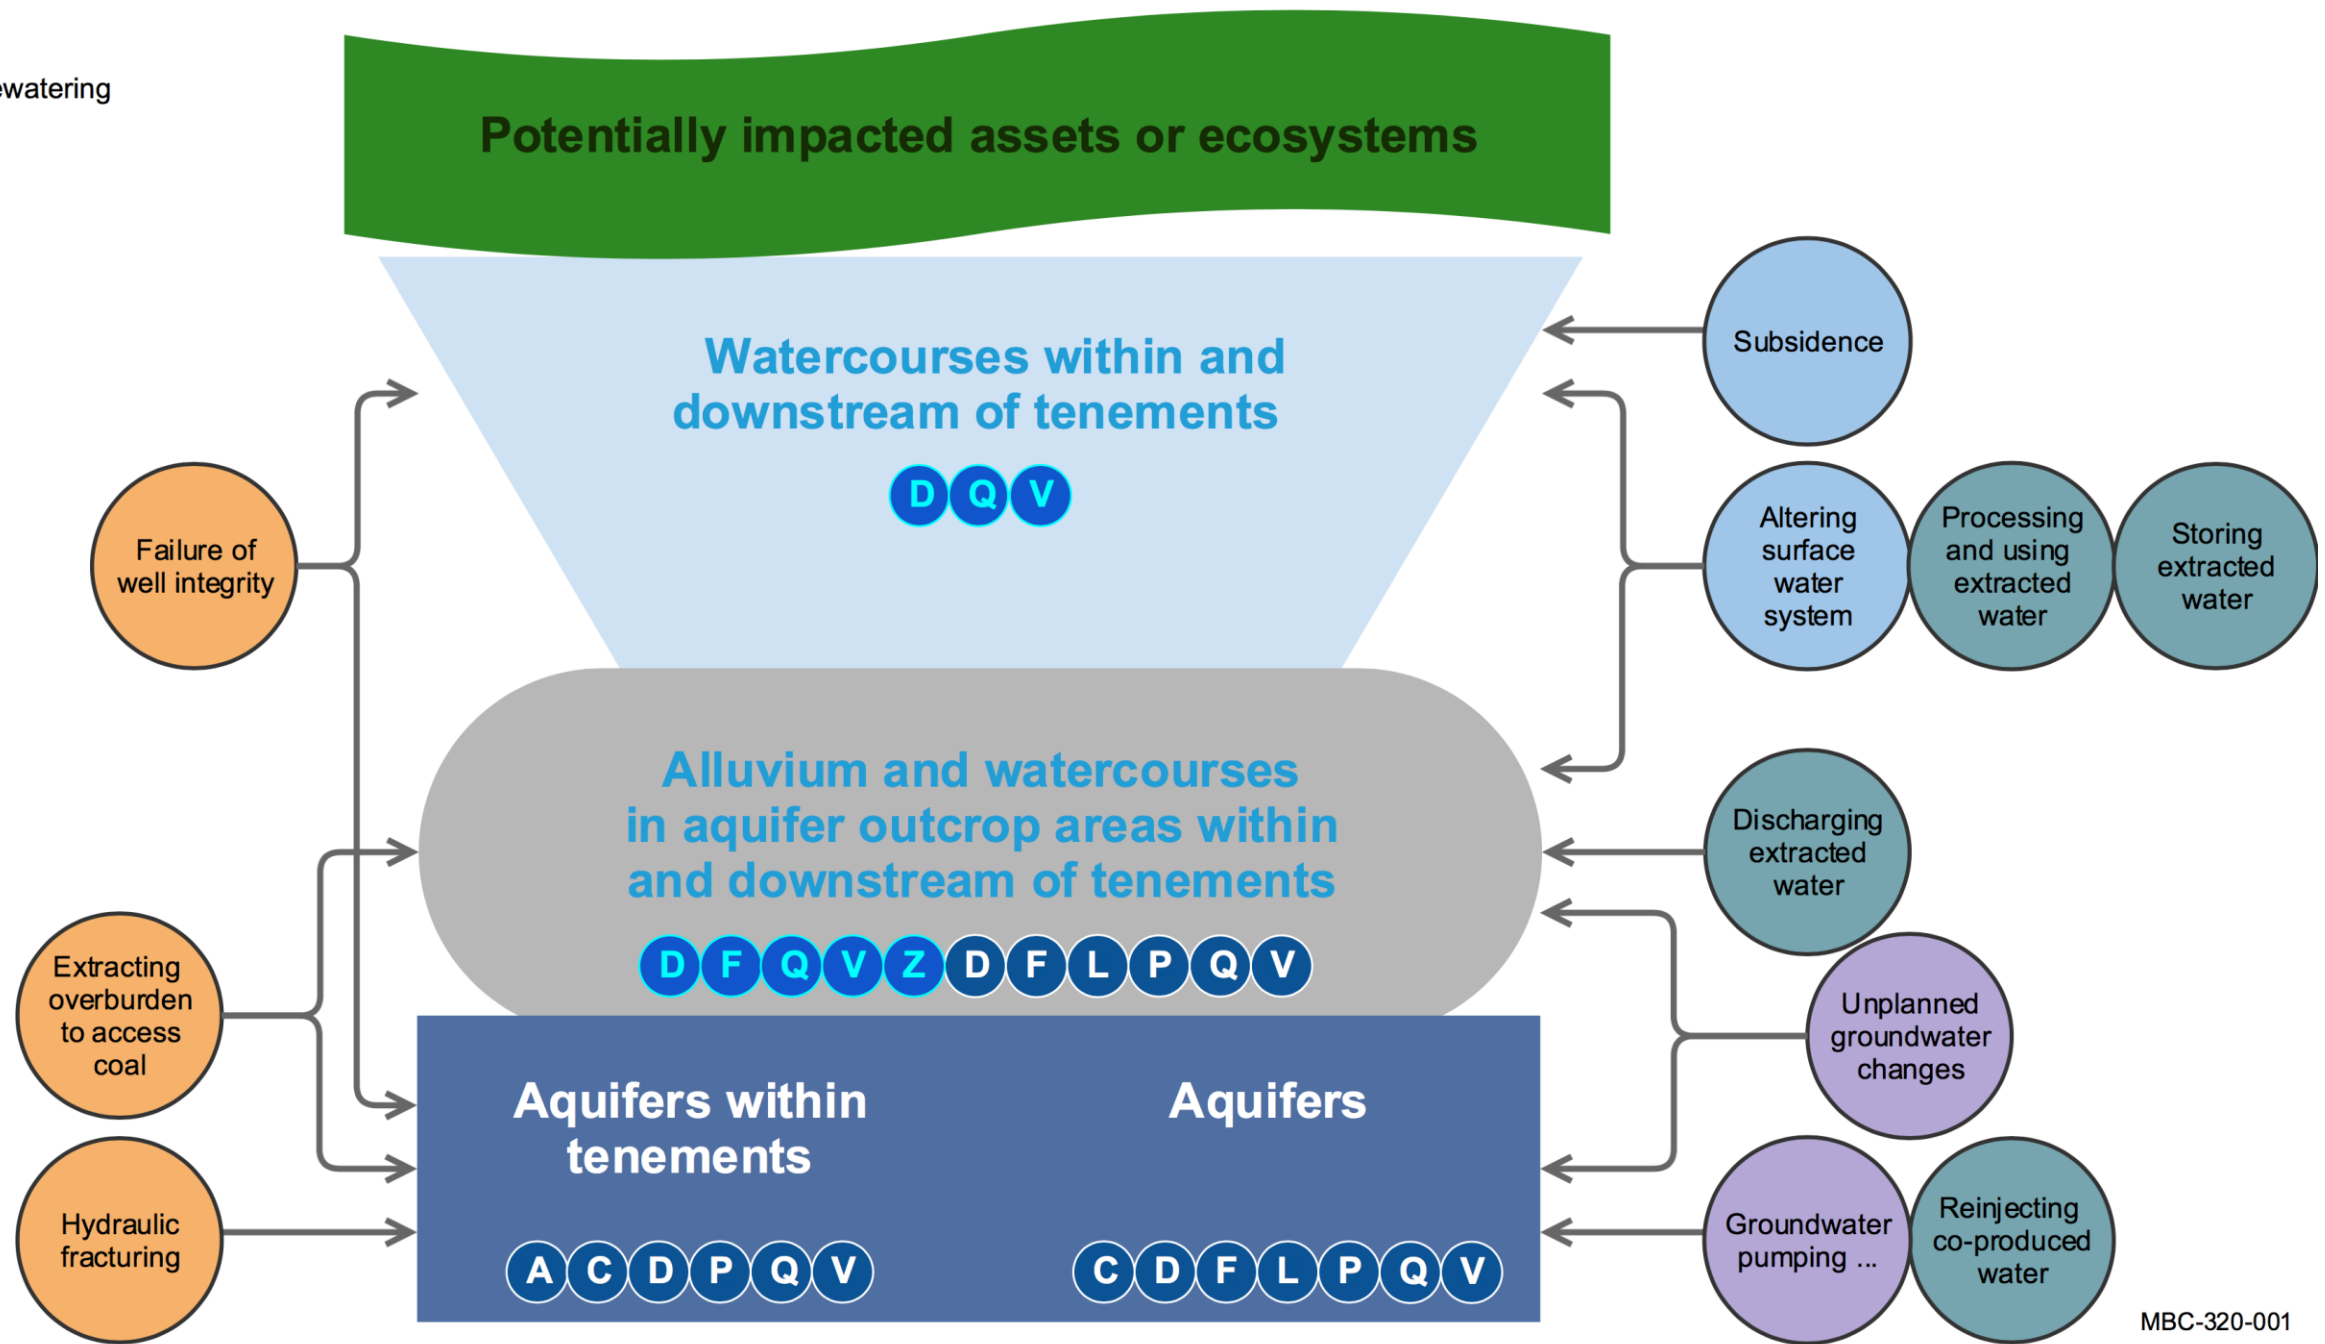 ewatering
Potentially impacted assets or ecosystems
Watercourses within and
downstream of tenements
D Q V
Subsidence
Failure of
well integrity
Altering
surface
water
system
Processing
and using
extracted
water
Storing
extracted
water
Alluvium and watercourses
in aquifer outcrop areas within
and downstream of tenements
D F Q V Z D F L P Q V
Discharging
extracted
water
Extracting
overburden
to access
coal
Unplanned
groundwater
changes
Aquifers within
tenements
A C D P Q V
Aquifers
C D F L P Q V
Hydraulic
fracturing
Groundwater
pumping ...
Reinjecting
co-produced
water
MBC-320-001